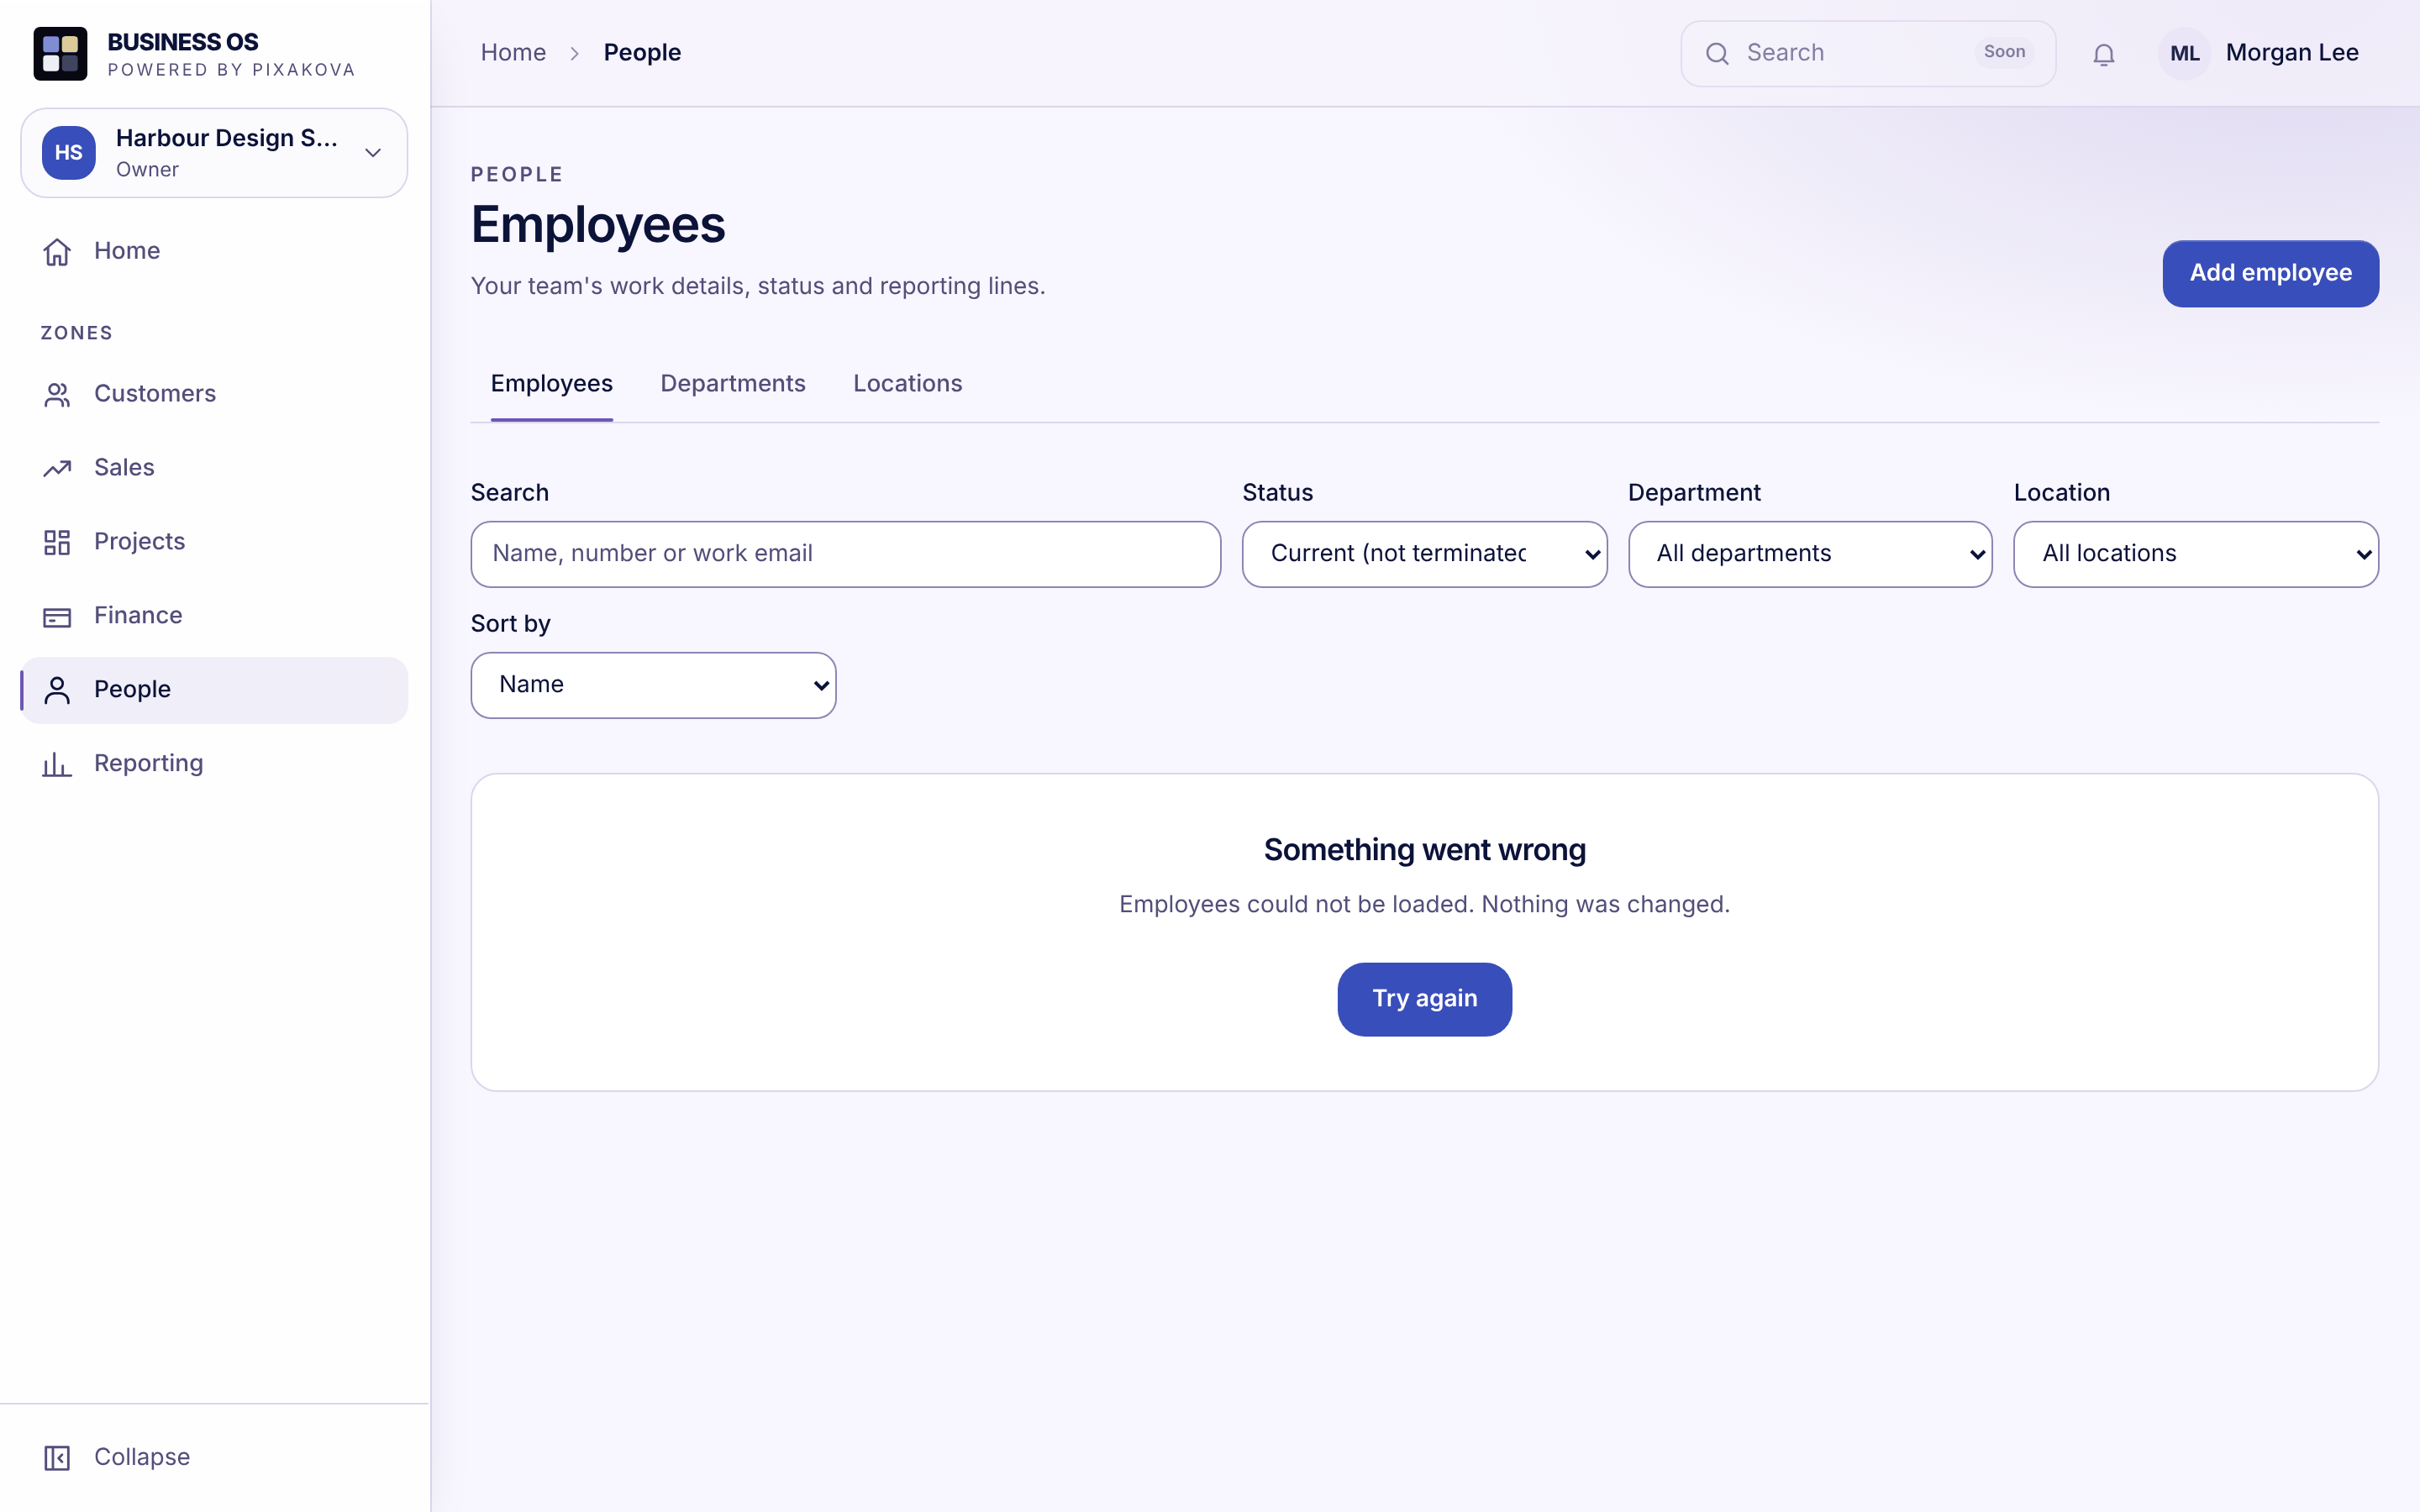 BUSINESS OS
POWERED BY PIXAKOVA
HS
Harbour Design S...
Owner
Home
ZONES
Customers
Sales
Projects
Finance
People
Reporting
Collapse
Home > People
Search
Soon
ML
Morgan Lee
PEOPLE
Employees
Your team's work details, status and reporting lines.
Add employee
Employees Departments Locations
Search Status Department Location
Name, number or work email
Current (not terminated
All departments
All locations
Sort by
Name
Something went wrong
Employees could not be loaded. Nothing was changed.
Try again